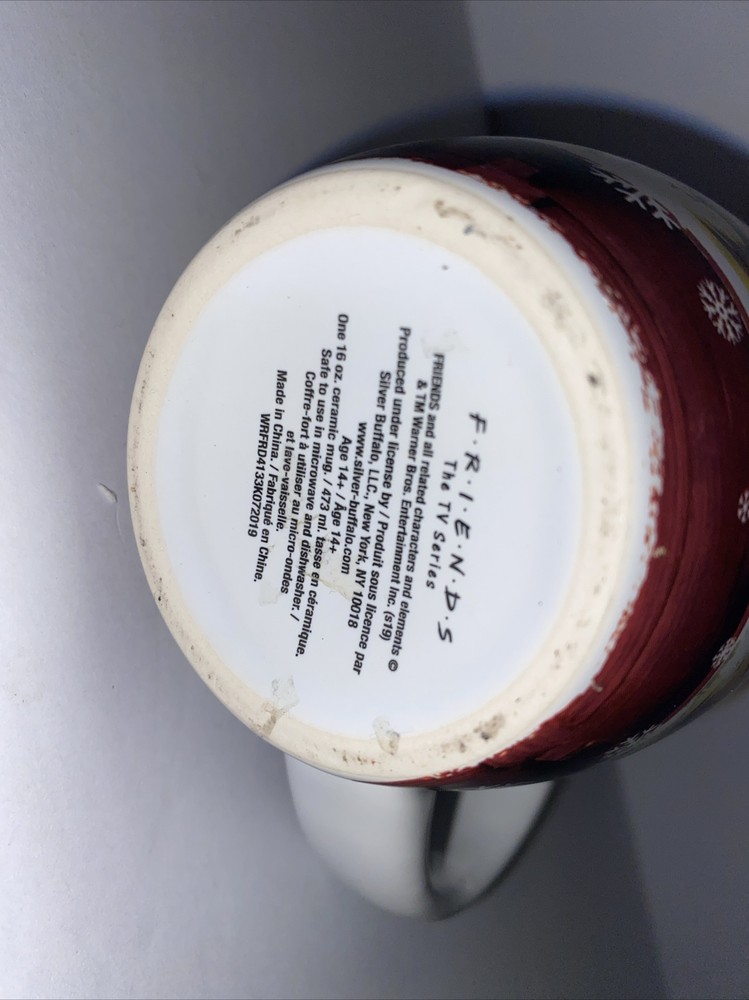 F·R·I·E·N·D·S
The TV Series
FRIENDS and all related characters and elements ©
& TM Warner Bros. Entertainment Inc. (s19)
Produced under license by / Produit sous licence par
Silver Buffalo, LLC., New York, NY 10018
www.silver-buffalo.com
Age 14+ / Âge 14+
One 16 oz. ceramic mug. / 473 ml. tasse en céramique.
Safe to use in microwave and dishwasher. /
Coffre-fort à utiliser au micro-ondes
et lave-vaisselle.
Made in China. / Fabriqué en Chine.
WRFRD4133K072019